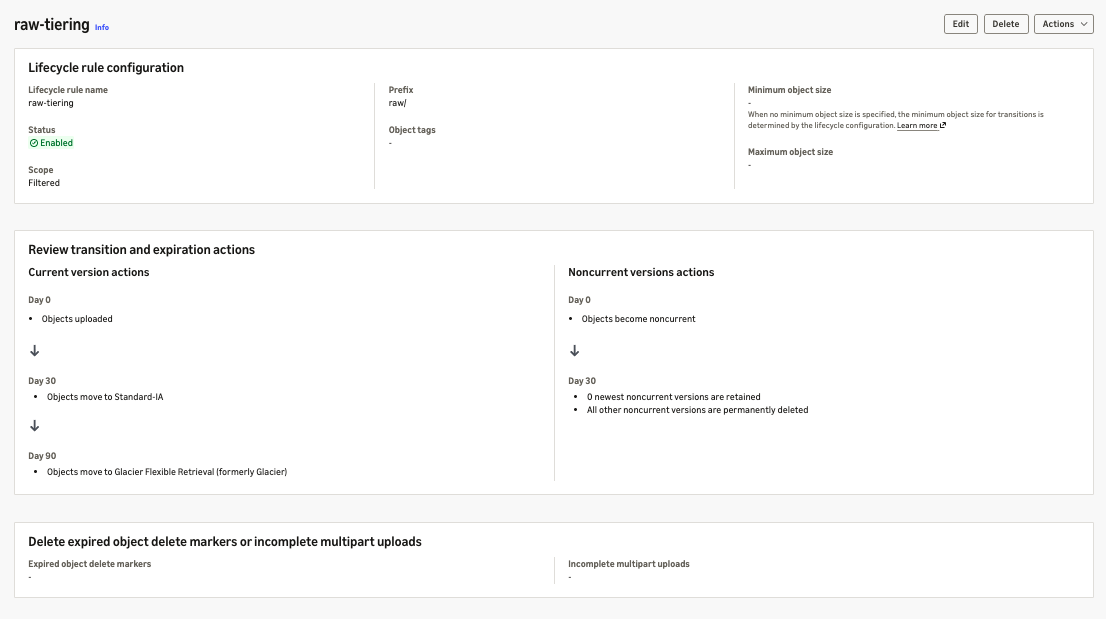 raw-tiering Info
Edit
Delete
Actions
Lifecycle rule configuration
Lifecycle rule name
raw-tiering
Status
Enabled
Scope
Filtered
Prefix
raw/
Object tags
-
Minimum object size
-
When no minimum object size is specified, the minimum object size for transitions is
determined by the lifecycle configuration. Learn more
Maximum object size
-
Review transition and expiration actions
Current version actions
Day 0
• Objects uploaded
↓
Day 30
• Objects move to Standard-IA
↓
Day 90
• Objects move to Glacier Flexible Retrieval (formerly Glacier)
Noncurrent versions actions
Day 0
• Objects become noncurrent
↓
Day 30
• 0 newest noncurrent versions are retained
• All other noncurrent versions are permanently deleted
Delete expired object delete markers or incomplete multipart uploads
Expired object delete markers
-
Incomplete multipart uploads
-